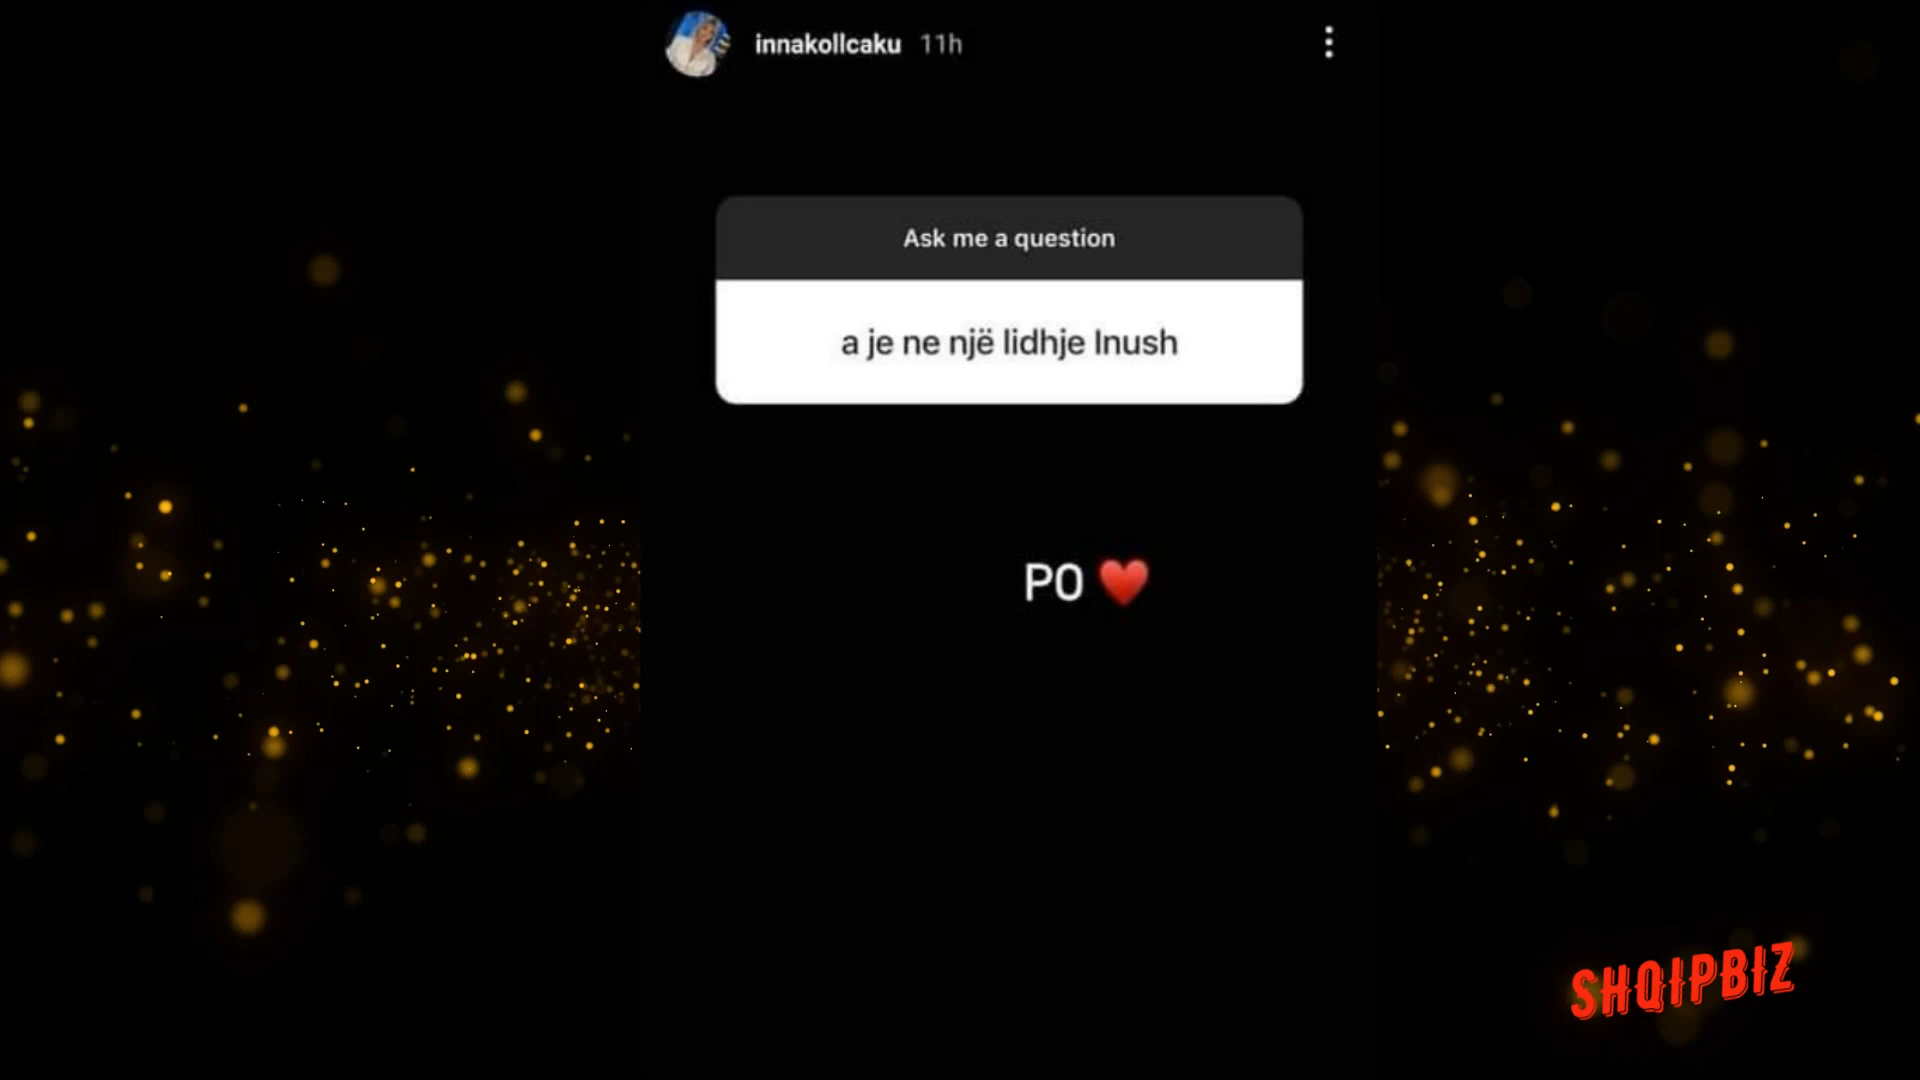 innakollcaku 11h
Ask me a question
a je ne një lidhje Inush
PO ❤️
SHQIPBIZ